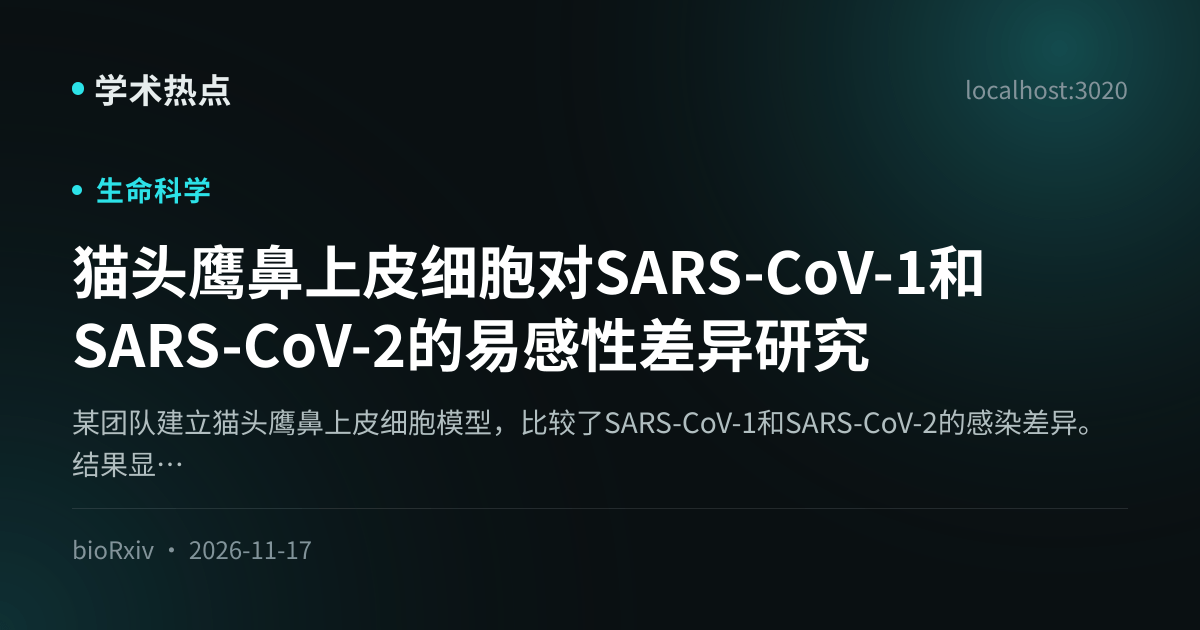 学术热点
localhost:3020
生命科学
猫头鹰鼻上皮细胞对SARS-CoV-1和
SARS-CoV-2的易感性差异研究
某团队建立猫头鹰鼻上皮细胞模型，比较了SARS-CoV-1和SARS-CoV-2的感染差异。
结果显…
bioRxiv • 2026-11-17